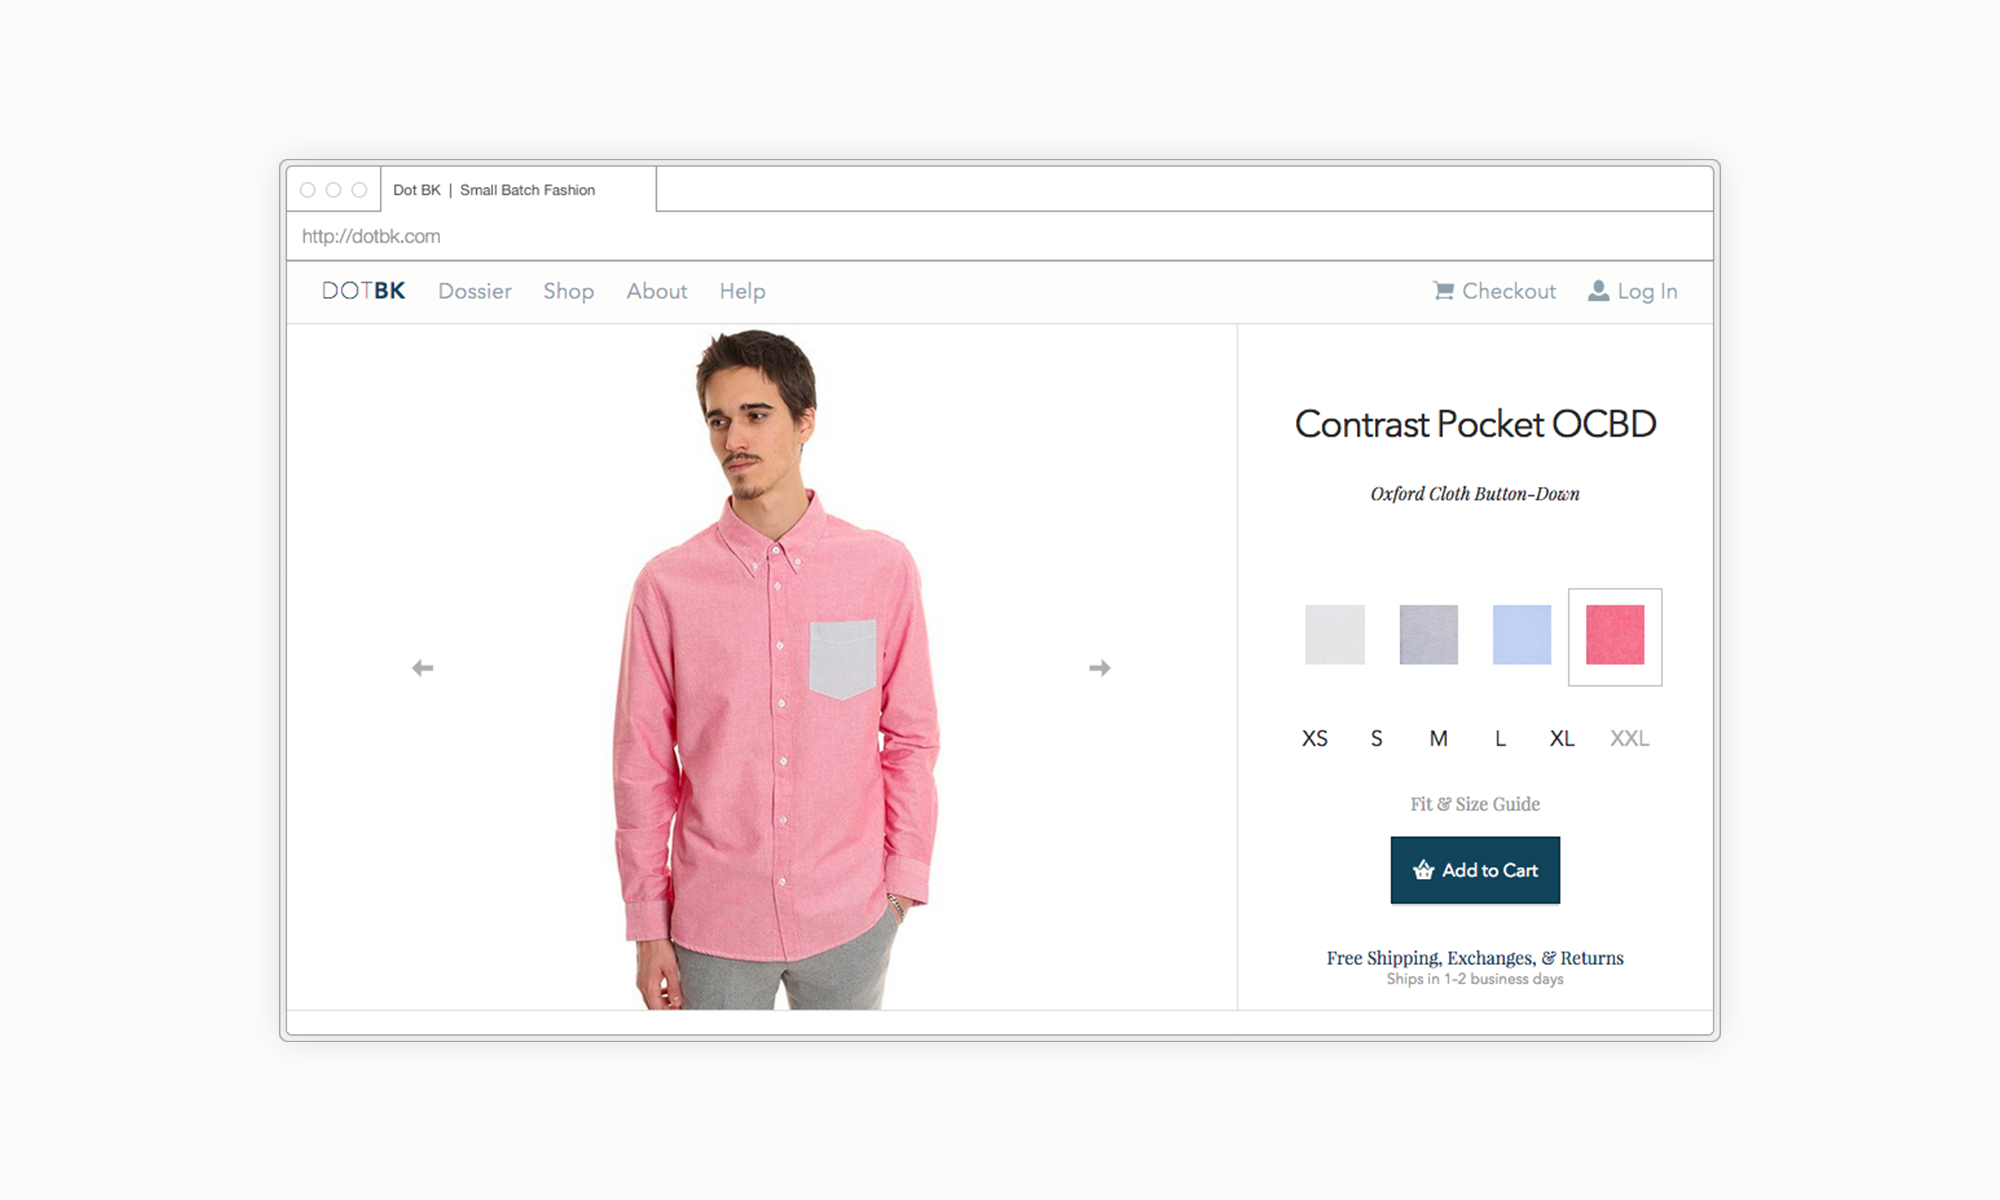 Dot BK | Small Batch Fashion
http://dotbk.com
DOTBK Dossier Shop About Help Checkout Log In
Contrast Pocket OCBD
Oxford Cloth Button-Down
XS S M L XL XXL
Fit & Size Guide
Add to Cart
Free Shipping, Exchanges, & Returns
Ships in 1-2 business days